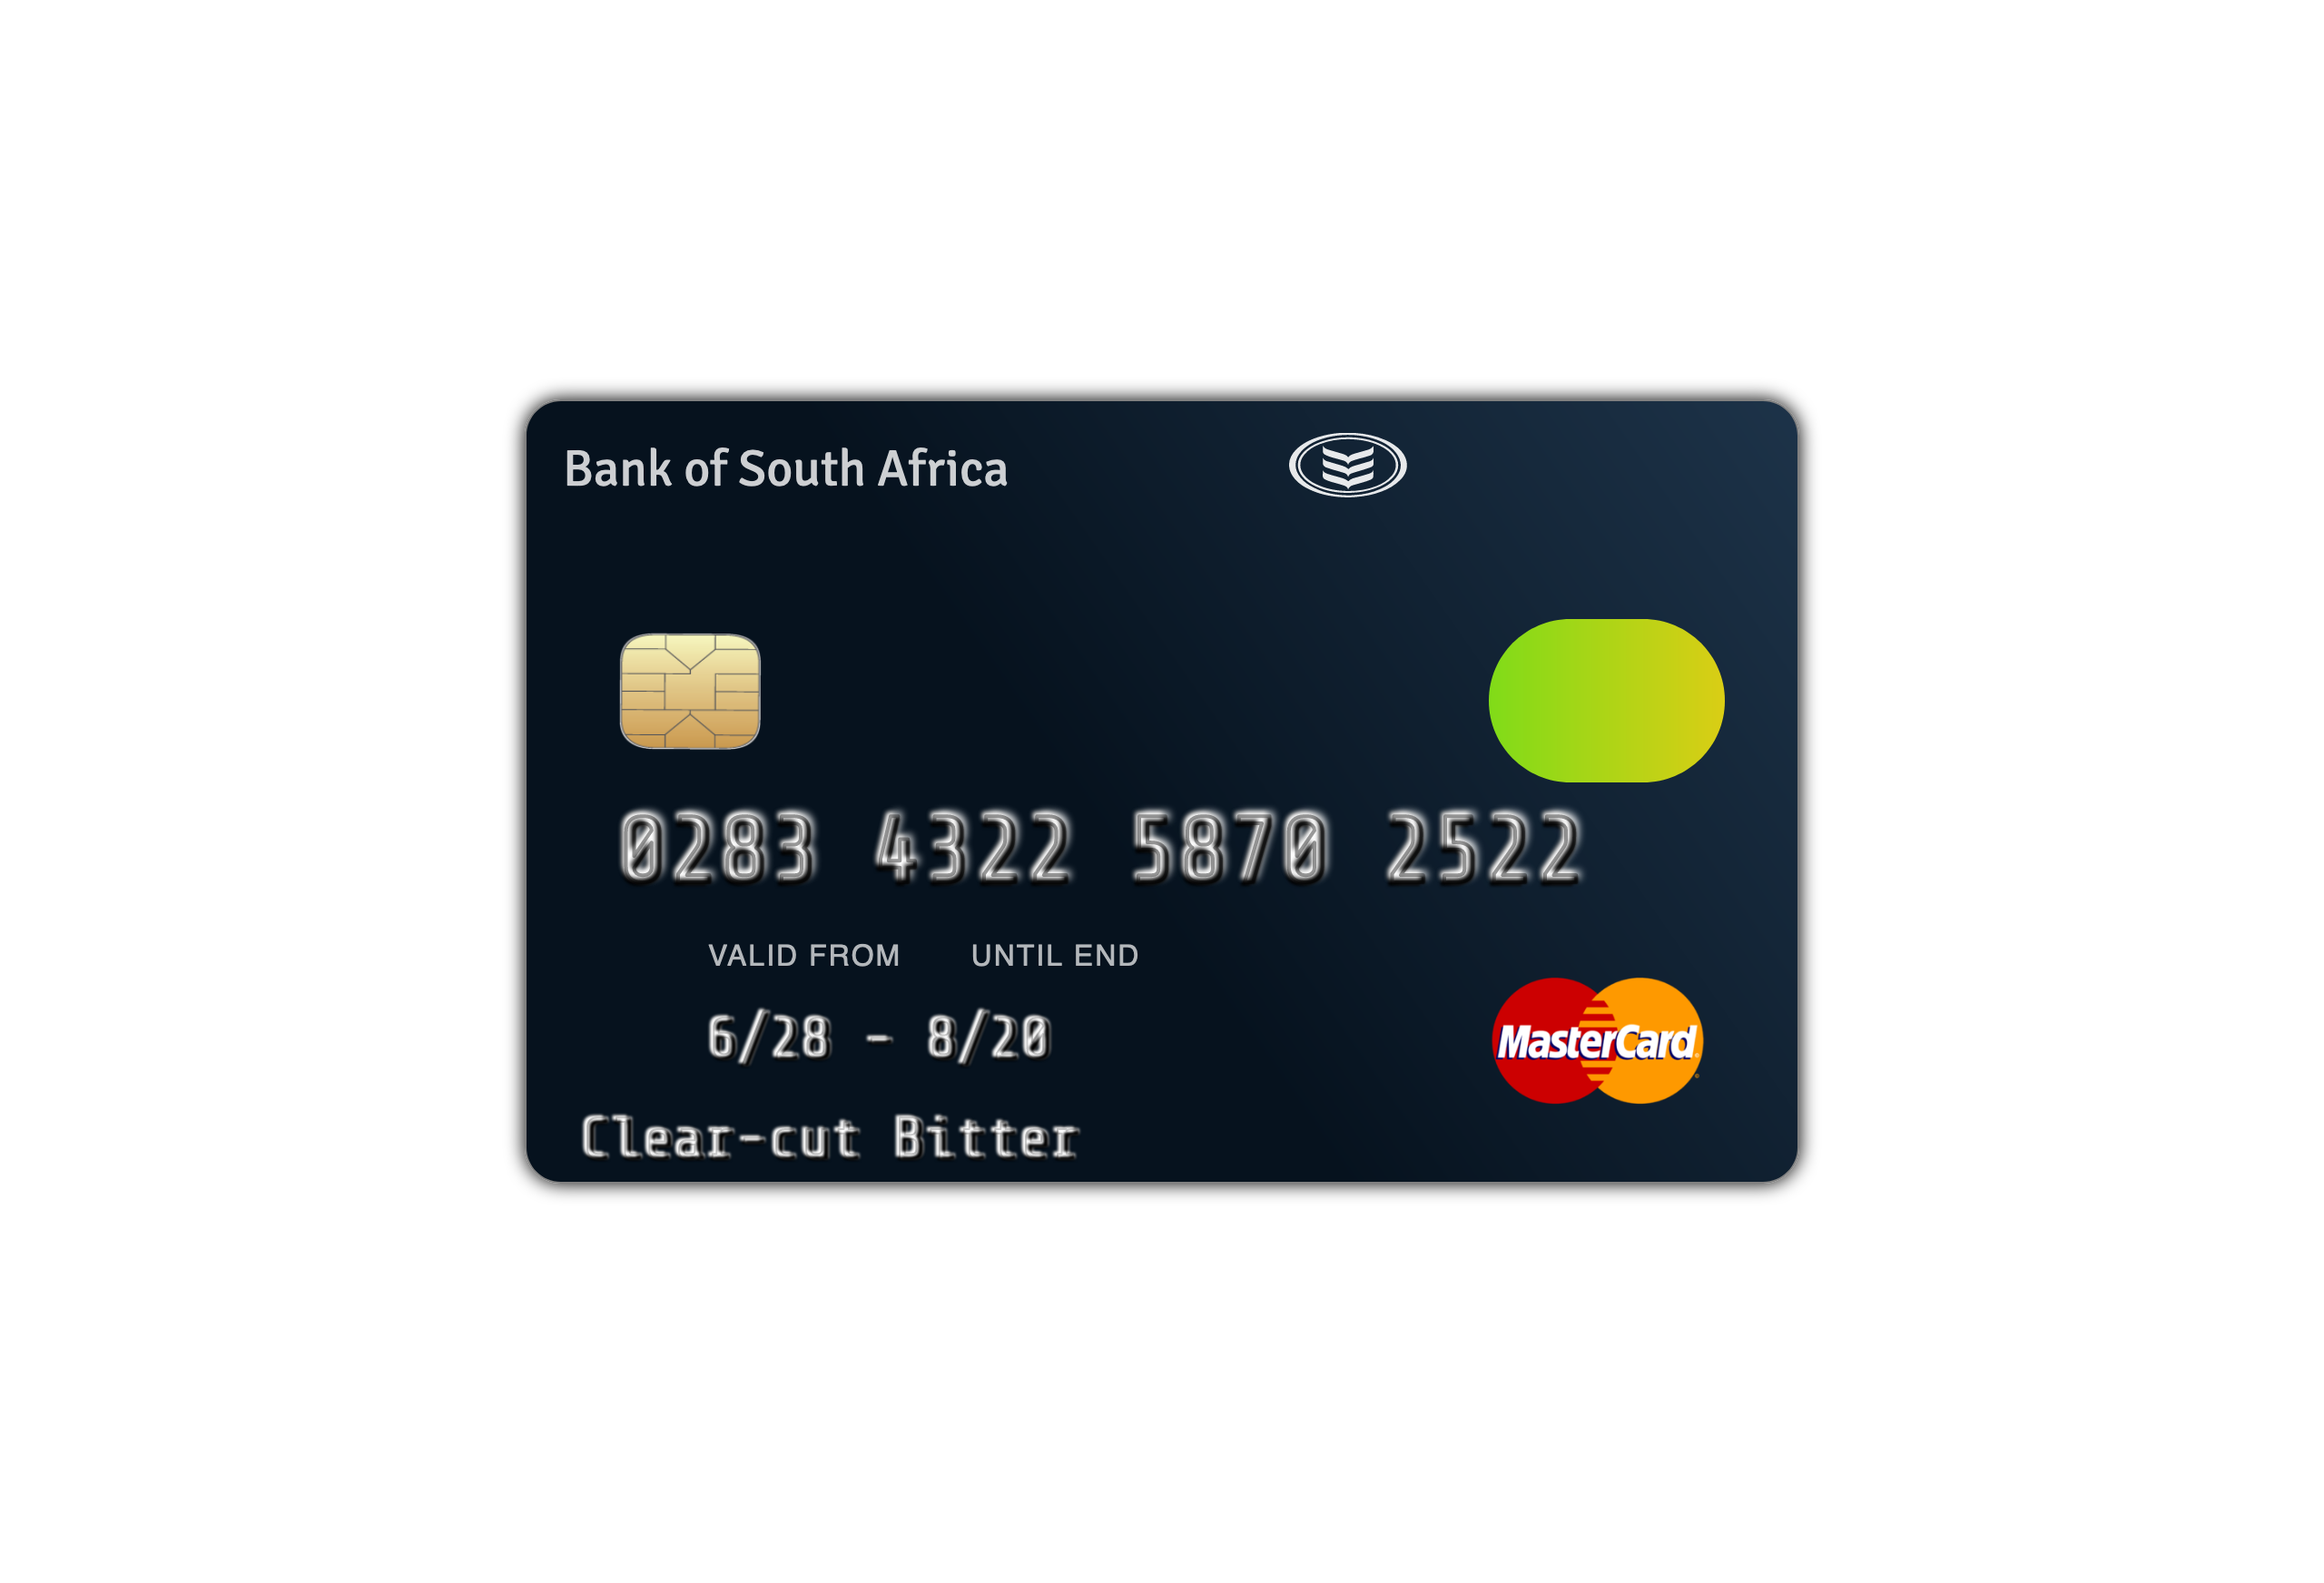 Bank of South Africa
0283 4322 5870 2522
VALID FROM UNTIL END
6/28 - 8/20
MasterCard
Clear-cut Bitter